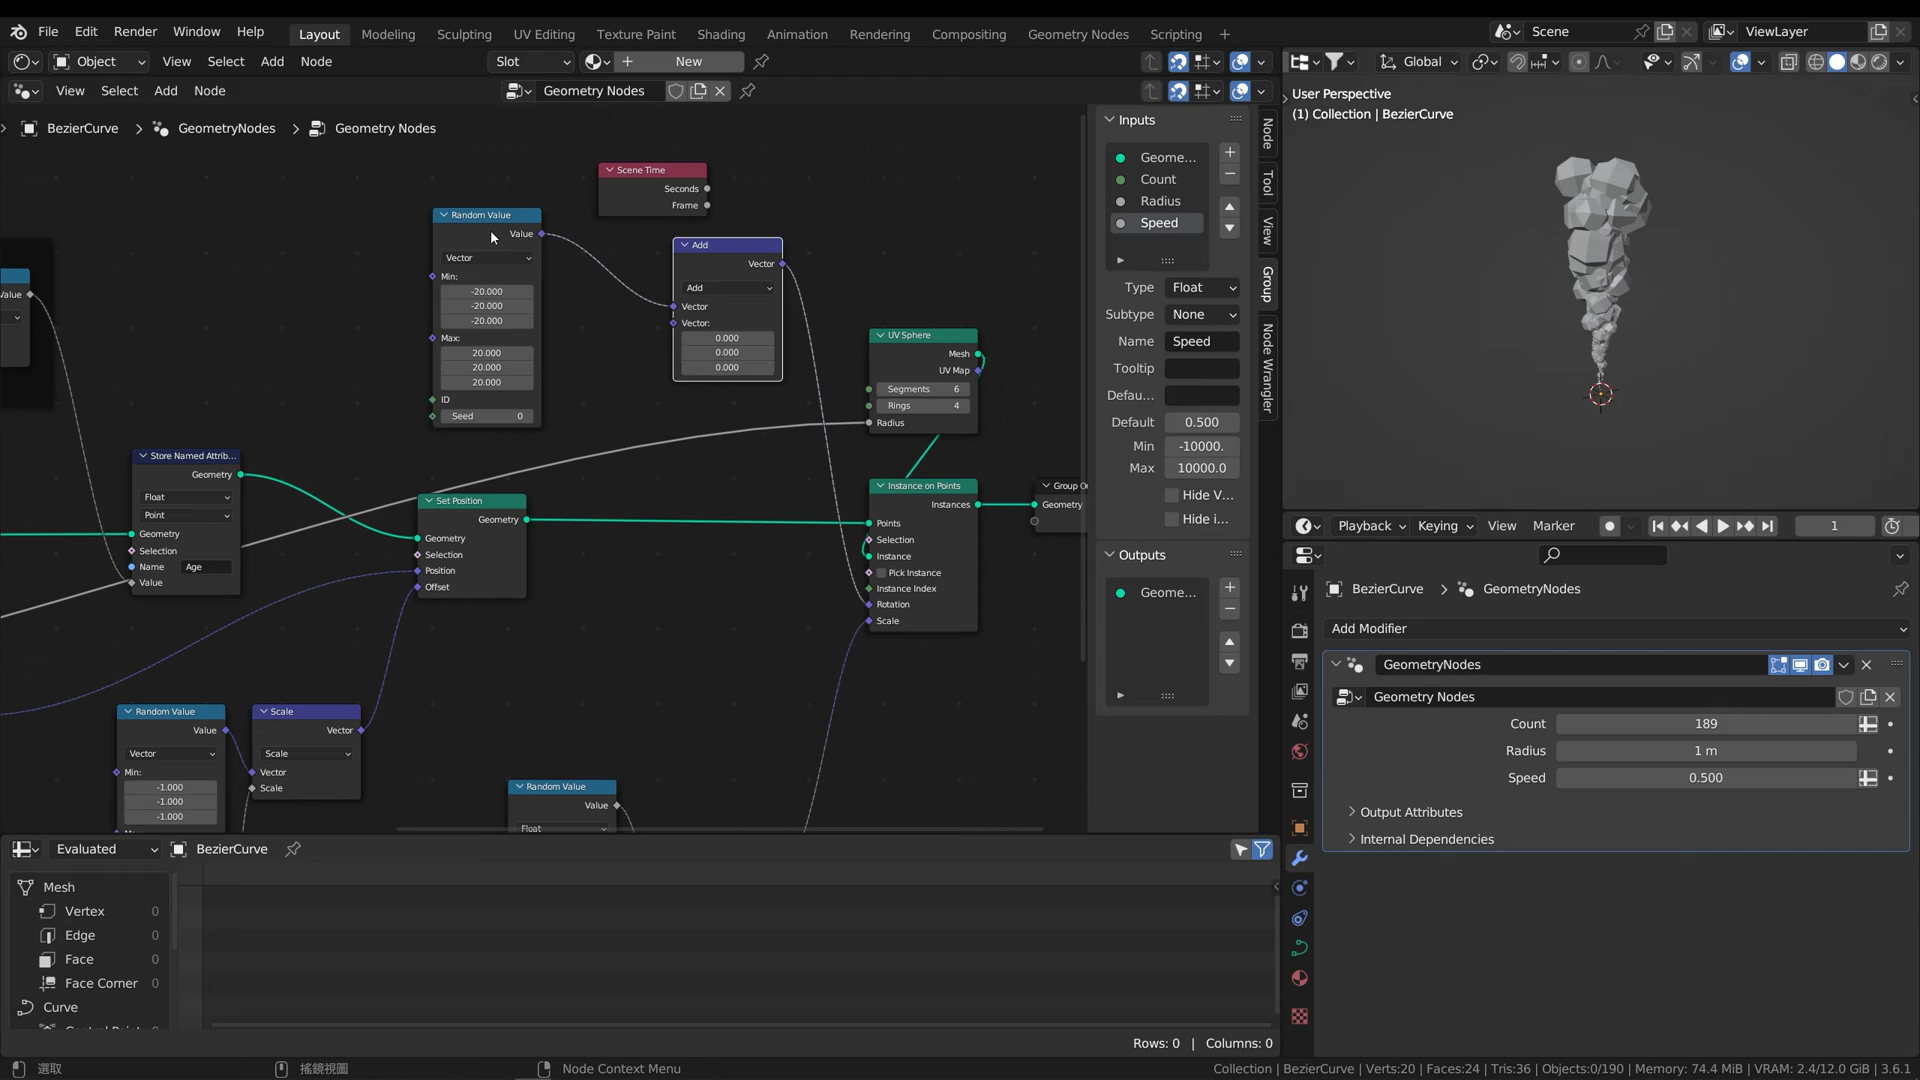 File Edit Render Window Help Layout Modeling Sculpting UV Editing Texture Paint Shading Animation Rendering Compositing Geometry Nodes Scripting + Scene ViewLayer
Object View Select Add Node Slot New Global
View Select Add Node Geometry Nodes
BezierCurve > GeometryNodes > Geometry Nodes
User Perspective
(1) Collection | BezierCurve
Scene Time
Seconds
Frame
Random Value
Value
Vector
Min:
-20.000
-20.000
-20.000
Max:
20.000
20.000
20.000
ID
Seed 0
Add
Vector
Add
Vector
Vector:
0.000
0.000
0.000
UV Sphere
Mesh
UV Map
Segments 6
Rings 4
Radius
Store Named Attrib...
Geometry
Float
Point
Geometry
Selection
Name Age
Value
Set Position
Geometry
Geometry
Selection
Position
Offset
Instance on Points
Instances
Points
Selection
Instance
Pick Instance
Instance Index
Rotation
Scale
Geometry
Random Value
Value
Vector
Min:
-1.000
-1.000
-1.000
Scale
Vector
Scale
Vector
Scale
Random Value
Value
Float
Inputs
Geome...
Count
Radius
Speed
Type Float
Subtype None
Name Speed
Tooltip
Defau...
Default 0.500
Min -10000.
Max 10000.0
Hide V...
Hide i...
Outputs
Geome...
Node
Tool
View
Group
Node Wrangler
Playback Keying View Marker 1
BezierCurve > GeometryNodes
Add Modifier
GeometryNodes
Geometry Nodes
Count 189
Radius 1 m
Speed 0.500
Output Attributes
Internal Dependencies
Evaluated BezierCurve
Mesh
Vertex 0
Edge 0
Face 0
Face Corner 0
Curve
Rows: 0 | Columns: 0
選取 搖鏡視圖 Node Context Menu Collection | BezierCurve | Verts:20 | Faces:24 | Tris:36 | Objects:0/190 | Memory: 74.4 MiB | VRAM: 2.4/12.0 GiB | 3.6.1